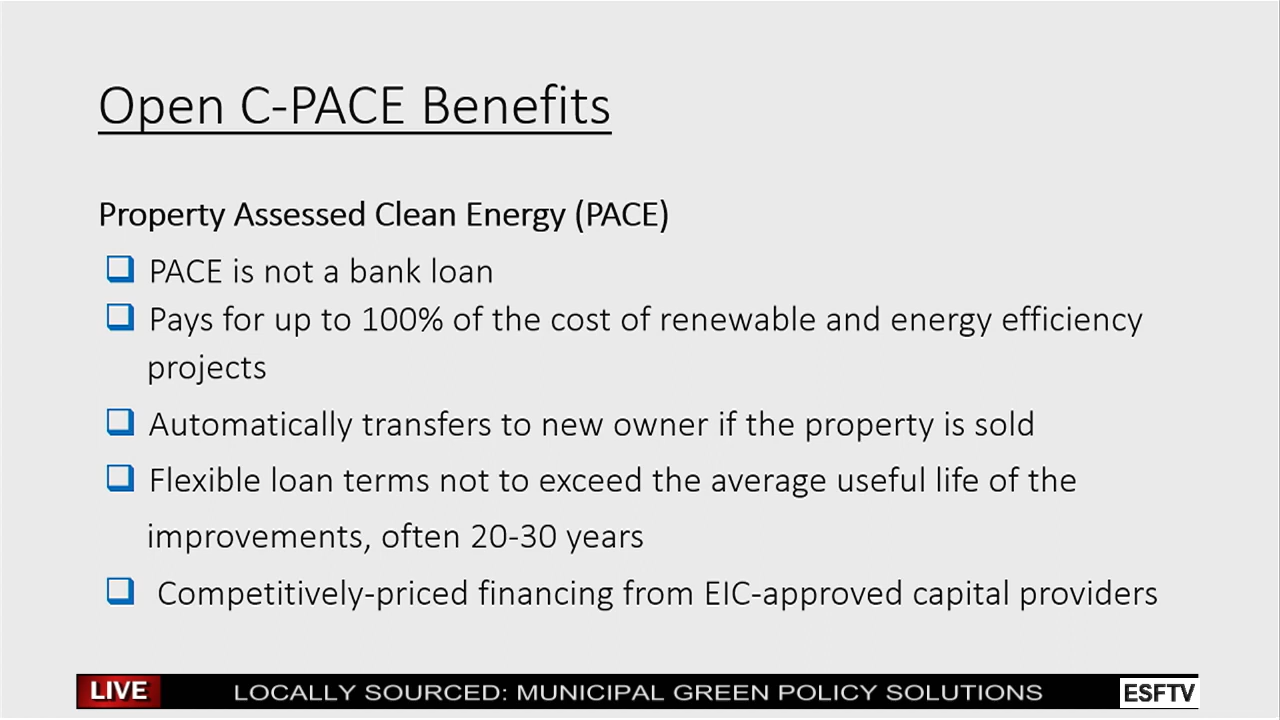 Open C-PACE Benefits
Property Assessed Clean Energy (PACE)
PACE is not a bank loan
Pays for up to 100% of the cost of renewable and energy efficiency
projects
Automatically transfers to new owner if the property is sold
Flexible loan terms not to exceed the average useful life of the
improvements, often 20-30 years
Competitively-priced financing from EIC-approved capital providers
LIVE LOCALLY SOURCED: MUNICIPAL GREEN POLICY SOLUTIONS ESFTV